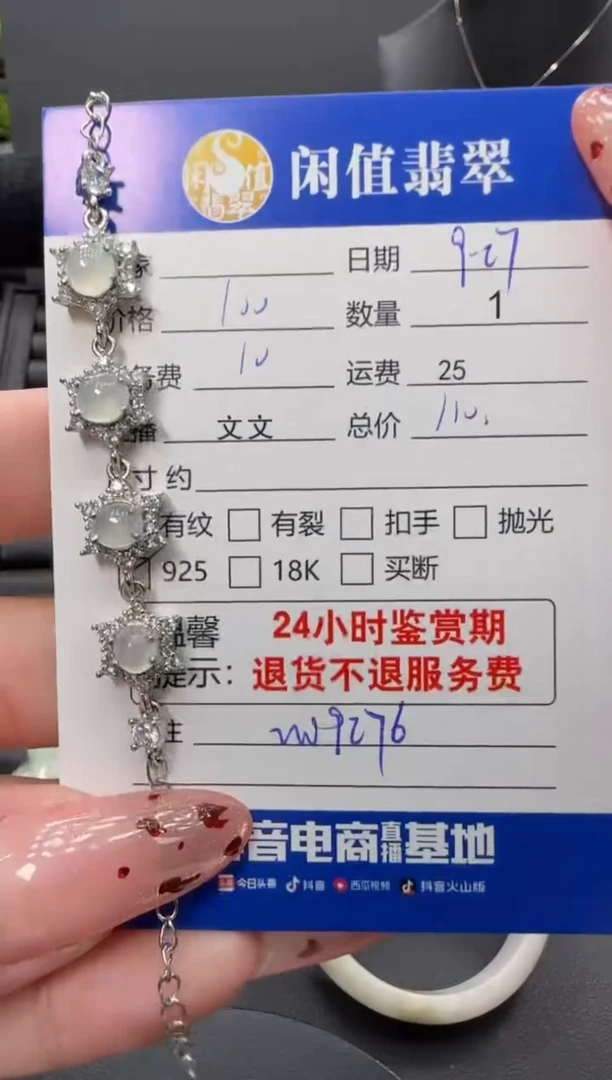 闲值翡翠
日期 9-27
价格 100 数量 1
务费 10 运费 25
播 文文 总价 110.
寸约
有纹 有裂 扣手 抛光
925 18K 买断
温馨 24小时鉴赏期
提示: 退货不退服务费
注 9276
音电商直播基地
今日头条 抖音 西瓜视频 抖音火山版